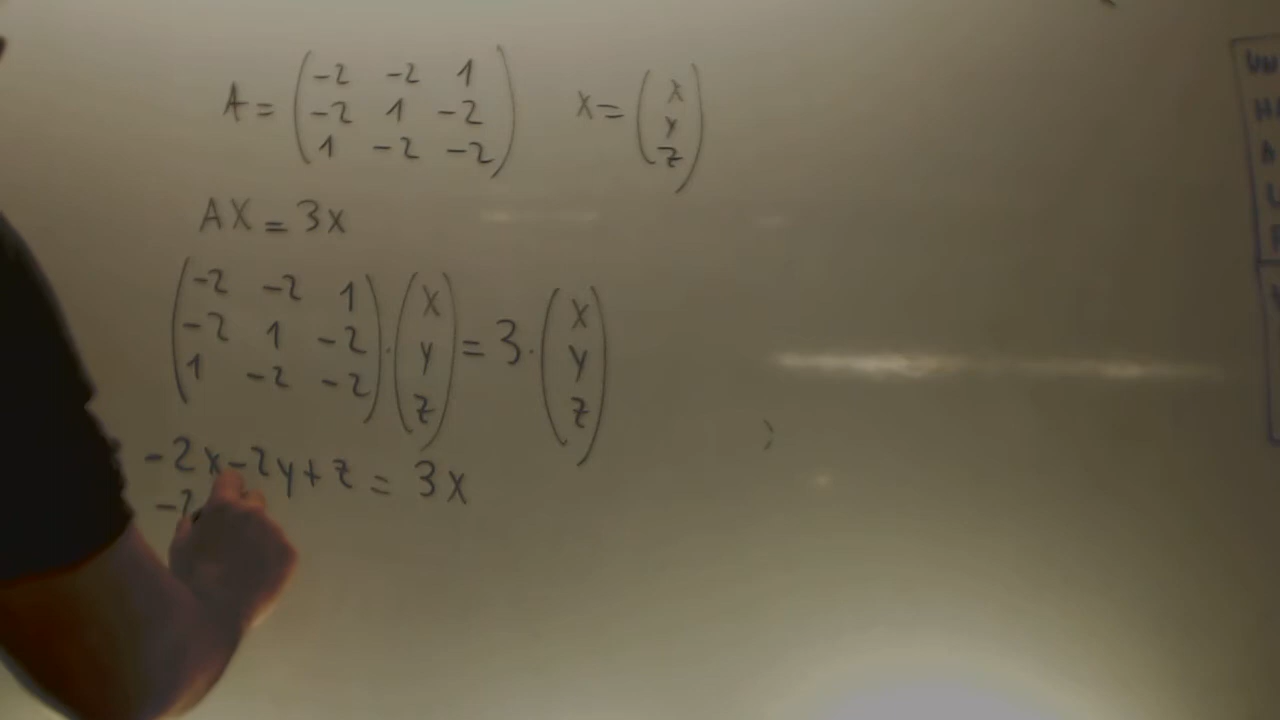 A = ( -2 -2 1 ) X = ( x )
( -2 1 -2 ) ( y )
( 1 -2 -2 ) ( z )
AX = 3x
( -2 -2 1 ) · ( x ) = 3 · ( x )
( -2 1 -2 ) ( y ) ( y )
( 1 -2 -2 ) ( z ) ( z )
-2x-2y+z = 3x
-2